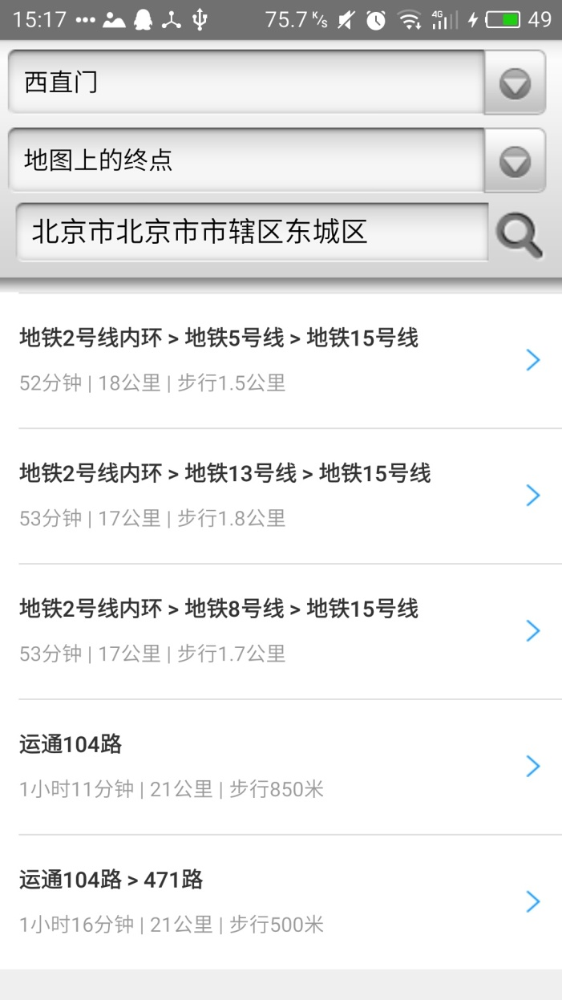 15:17 ••• 75.7 K/s 4G 49
西直门
地图上的终点
北京市北京市市辖区东城区
地铁2号线内环 > 地铁5号线 > 地铁15号线
52分钟 | 18公里 | 步行1.5公里
地铁2号线内环 > 地铁13号线 > 地铁15号线
53分钟 | 17公里 | 步行1.8公里
地铁2号线内环 > 地铁8号线 > 地铁15号线
53分钟 | 17公里 | 步行1.7公里
运通104路
1小时11分钟 | 21公里 | 步行850米
运通104路 > 471路
1小时16分钟 | 21公里 | 步行500米